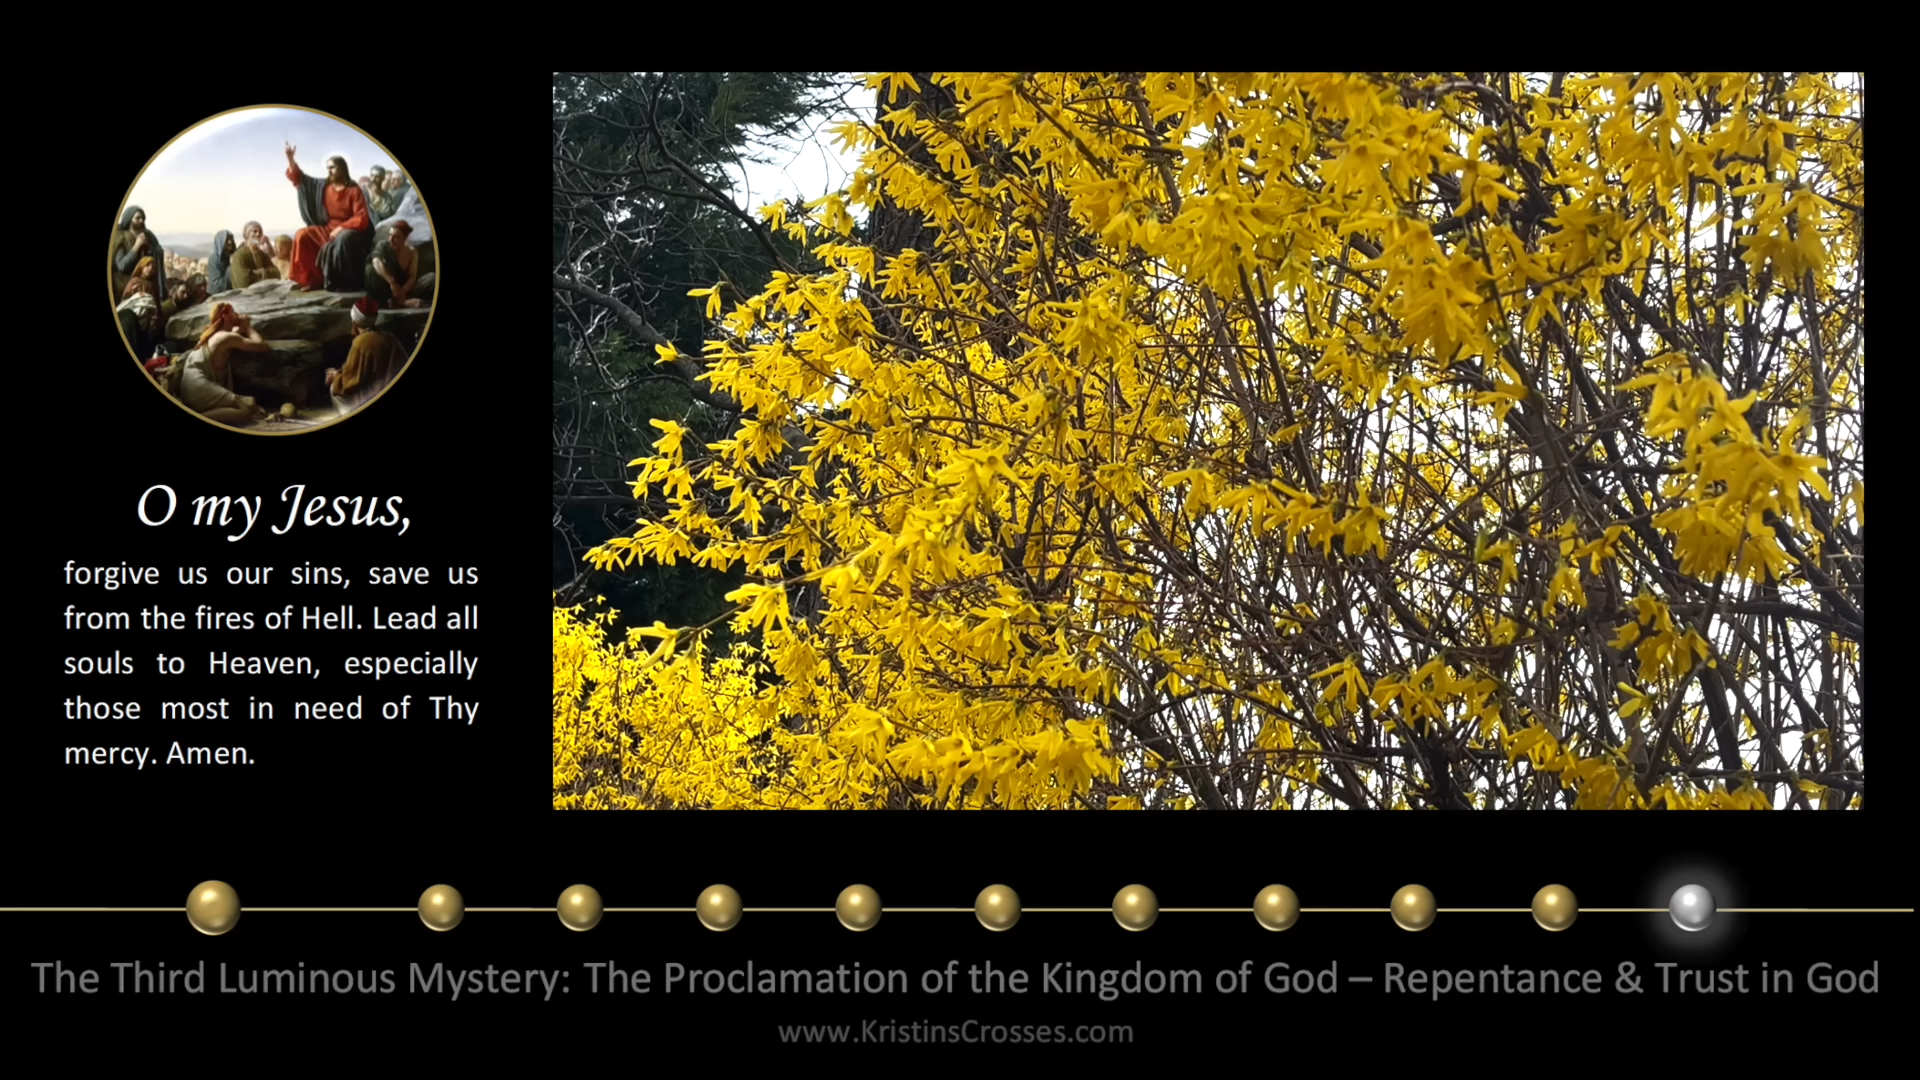 O my Jesus,
forgive us our sins, save us
from the fires of Hell. Lead all
souls to Heaven, especially
those most in need of Thy
mercy. Amen.
The Third Luminous Mystery: The Proclamation of the Kingdom of God – Repentance & Trust in God
www.KristinsCrosses.com